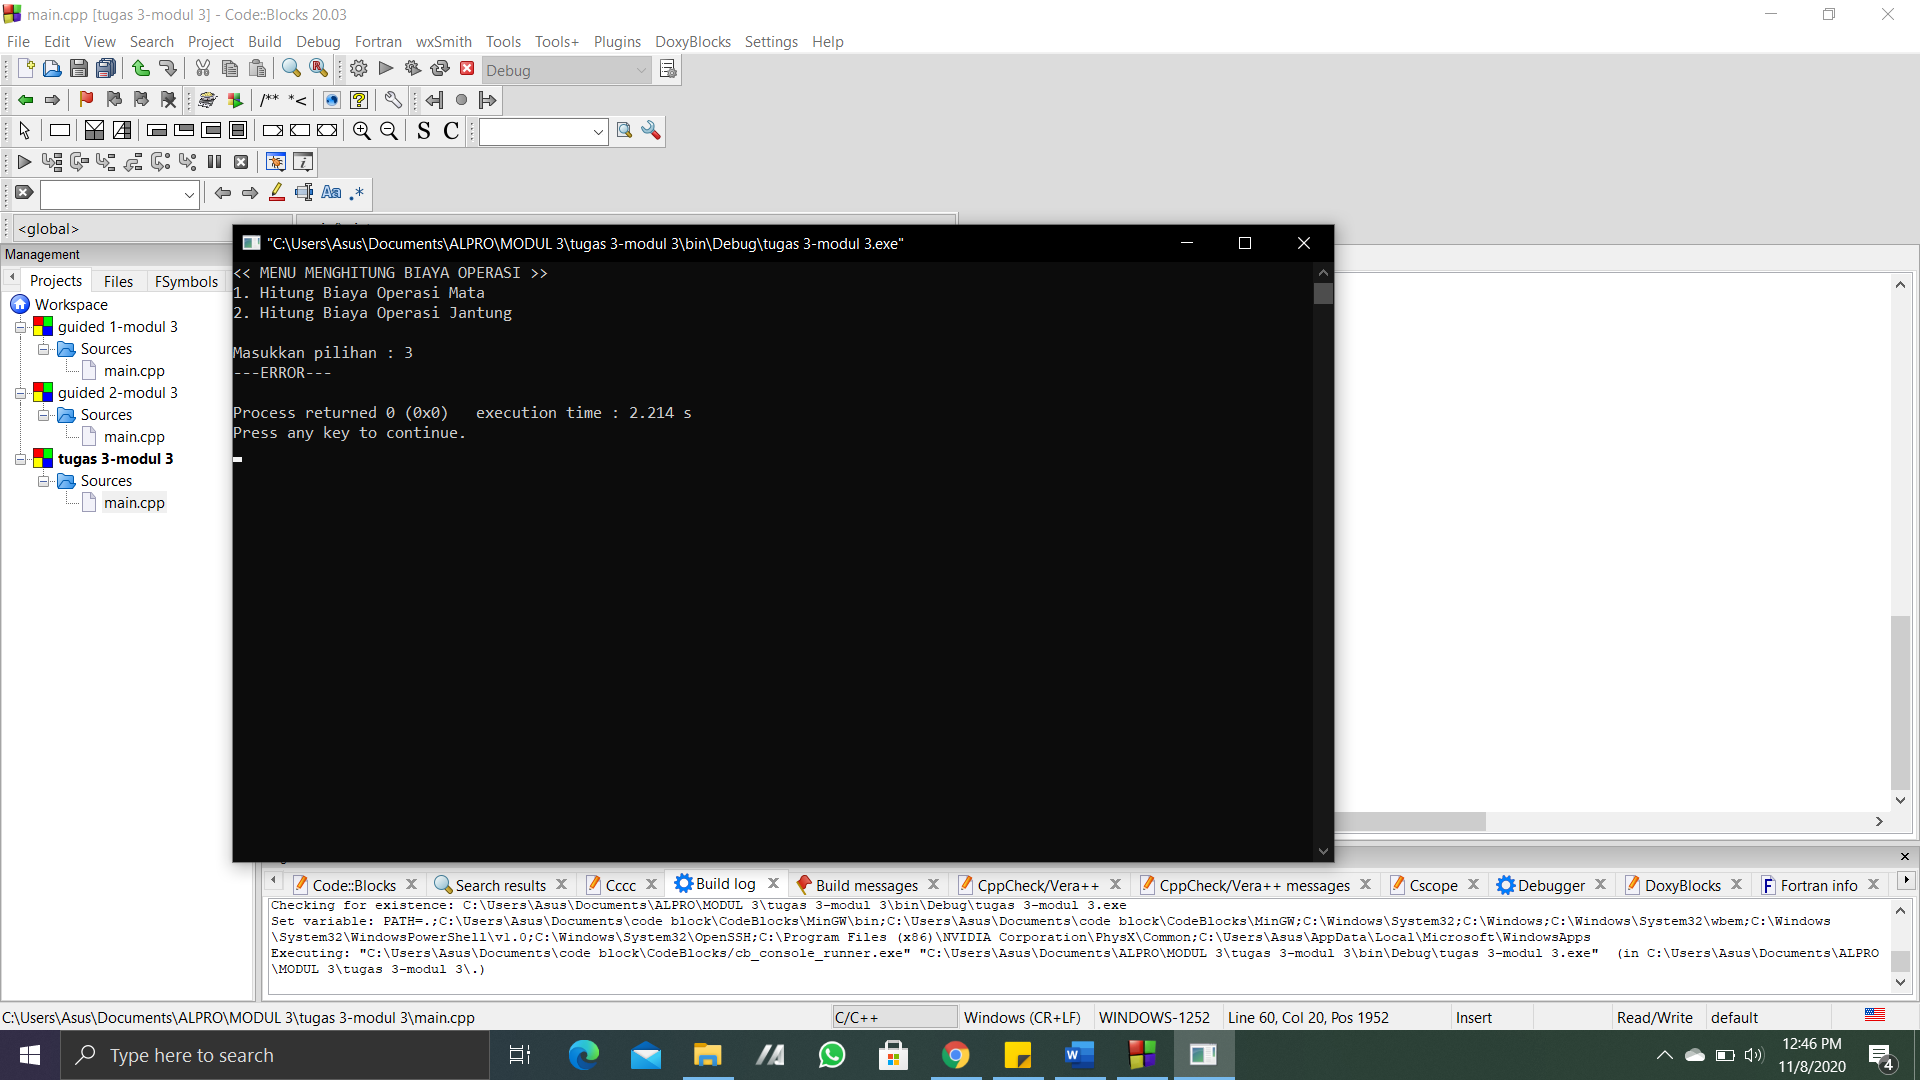 main.cpp [tugas 3-modul 3] - Code::Blocks 20.03
File Edit View Search Project Build Debug Fortran wxSmith Tools Tools+ Plugins DoxyBlocks Settings Help
Debug
/** *<
S C
Aa .*
<global>
"C:\Users\Asus\Documents\ALPRO\MODUL 3\tugas 3-modul 3\bin\Debug\tugas 3-modul 3.exe"
<< MENU MENGHITUNG BIAYA OPERASI >>
1. Hitung Biaya Operasi Mata
2. Hitung Biaya Operasi Jantung
Masukkan pilihan : 3
---ERROR---
Process returned 0 (0x0)   execution time : 2.214 s
Press any key to continue.
Management
Projects Files FSymbols
Workspace
guided 1-modul 3
Sources
main.cpp
guided 2-modul 3
Sources
main.cpp
tugas 3-modul 3
Sources
main.cpp
Code::Blocks Search results Cccc Build log Build messages CppCheck/Vera++ CppCheck/Vera++ messages Cscope Debugger DoxyBlocks Fortran info
Checking for existence: C:\Users\Asus\Documents\ALPRO\MODUL 3\tugas 3-modul 3\bin\Debug\tugas 3-modul 3.exe
Set variable: PATH=.;C:\Users\Asus\Documents\code block\CodeBlocks\MinGW\bin;C:\Users\Asus\Documents\code block\CodeBlocks\MinGW;C:\Windows\System32;C:\Windows;C:\Windows\System32\wbem;C:\Windows
\System32\WindowsPowerShell\v1.0;C:\Windows\System32\OpenSSH;C:\Program Files (x86)\NVIDIA Corporation\PhysX\Common;C:\Users\Asus\AppData\Local\Microsoft\WindowsApps
Executing: "C:\Users\Asus\Documents\code block\CodeBlocks/cb_console_runner.exe" "C:\Users\Asus\Documents\ALPRO\MODUL 3\tugas 3-modul 3\bin\Debug\tugas 3-modul 3.exe"  (in C:\Users\Asus\Documents\ALPRO
\MODUL 3\tugas 3-modul 3\.)
C:\Users\Asus\Documents\ALPRO\MODUL 3\tugas 3-modul 3\main.cpp C/C++ Windows (CR+LF) WINDOWS-1252 Line 60, Col 20, Pos 1952 Insert Read/Write default
Type here to search
12:46 PM
11/8/2020
4